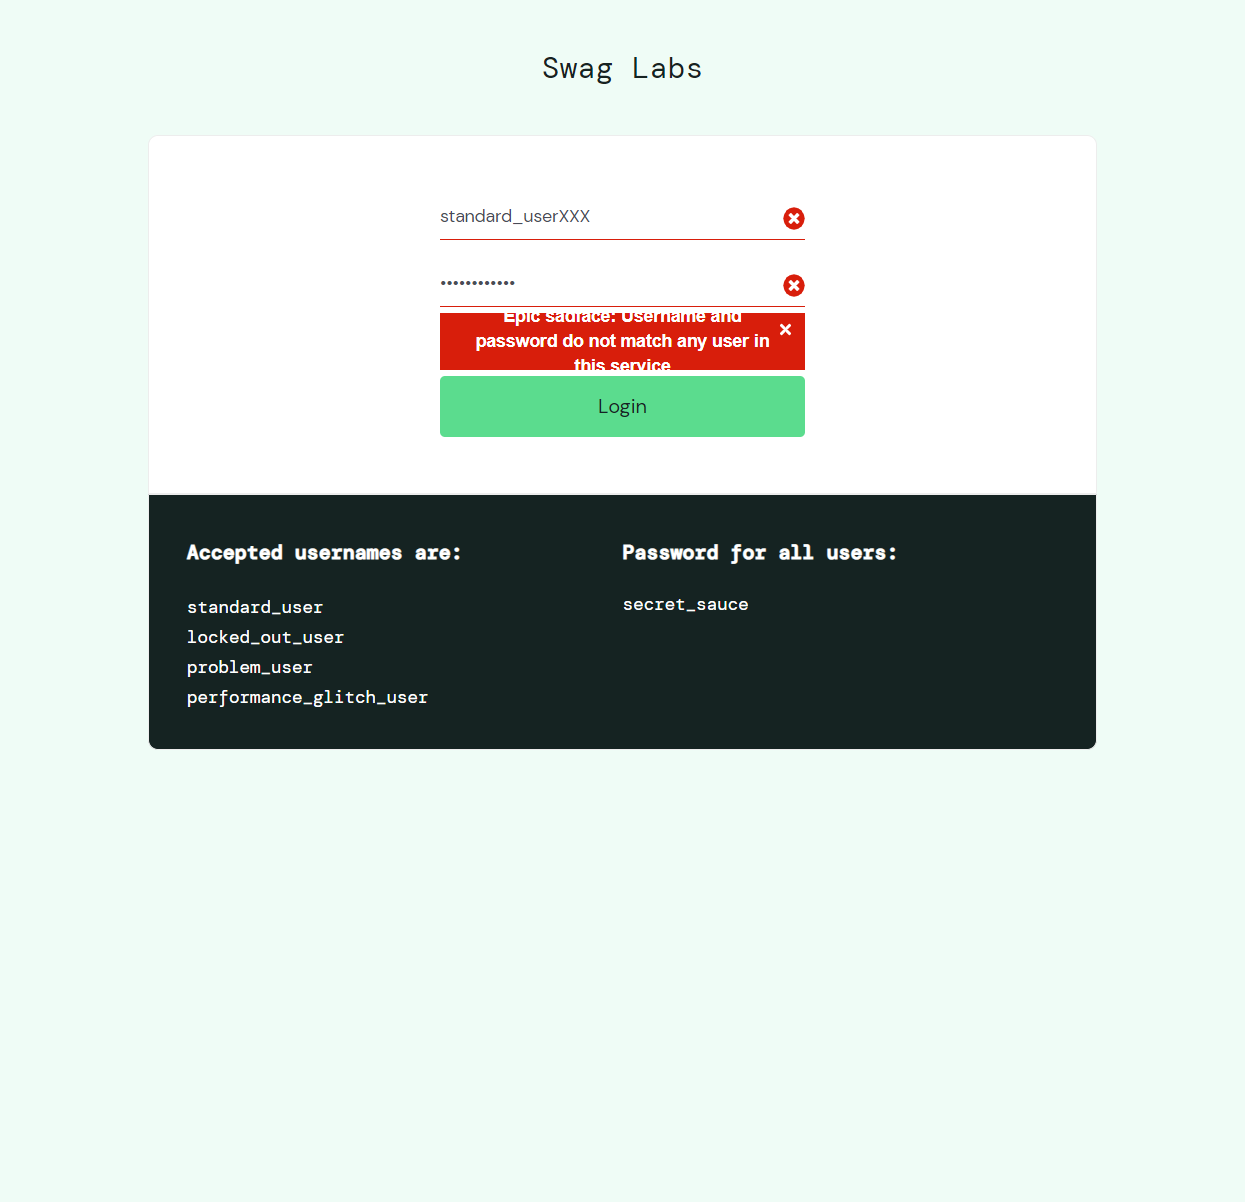 Swag Labs
standard_userXXX
••••••••••••
Epic sadface: Username and
password do not match any user in
this service
Login
Accepted usernames are:
standard_user
locked_out_user
problem_user
performance_glitch_user
Password for all users:
secret_sauce